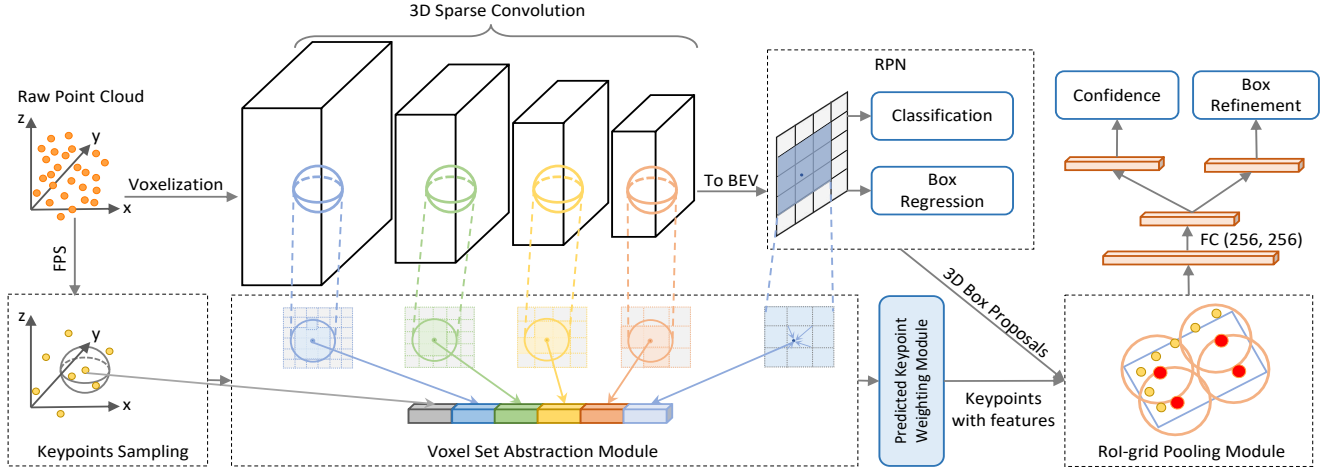 3D Sparse Convolution
Raw Point Cloud
z
y
x
Voxelization
FPS
To BEV
RPN
Classification
Box
Regression
Confidence
Box
Refinement
FC (256, 256)
3D Box Proposals
z
y
x
Keypoints Sampling
Voxel Set Abstraction Module
Predicted Keypoint
Weighting Module
Keypoints
with features
RoI-grid Pooling Module